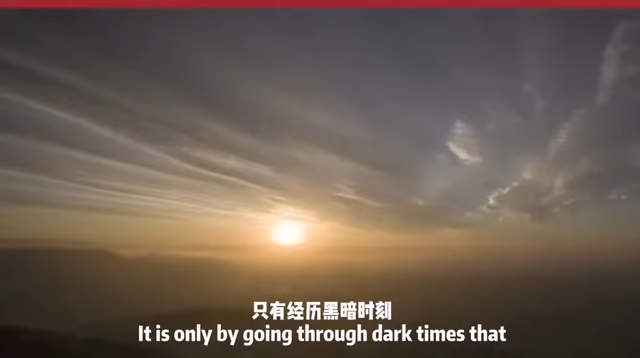 只有经历黑暗时刻
It is only by going through dark times that